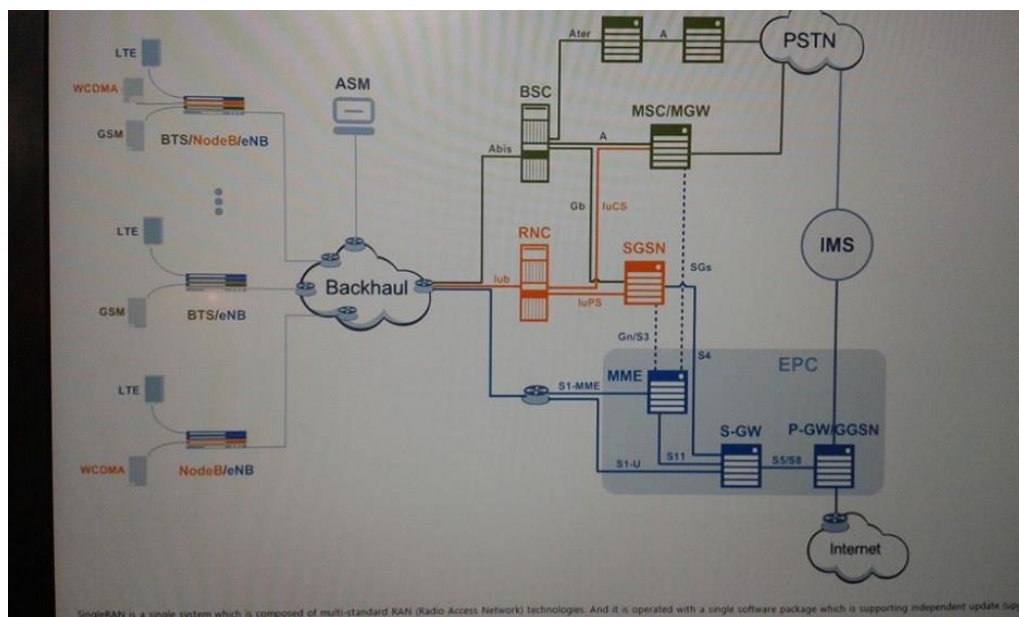 LTE
WCDMA
GSM
BTS/NodeB/eNB
LTE
GSM
BTS/eNB
LTE
WCDMA
NodeB/eNB
ASM
Backhaul
Abis
Iub
BSC
Ater
A
A
MSC/MGW
PSTN
Gb
IuCS
RNC
SGSN
IuPS
SGs
Gn/S3
S4
IMS
EPC
MME
S1-MME
S-GW
P-GW/GGSN
S11
S1-U
S5/S8
Internet
SingleRAN is a single system which is composed of multi-standard RAN (Radio Access Network) technologies. And it is operated with a single software package which is supporting independent update